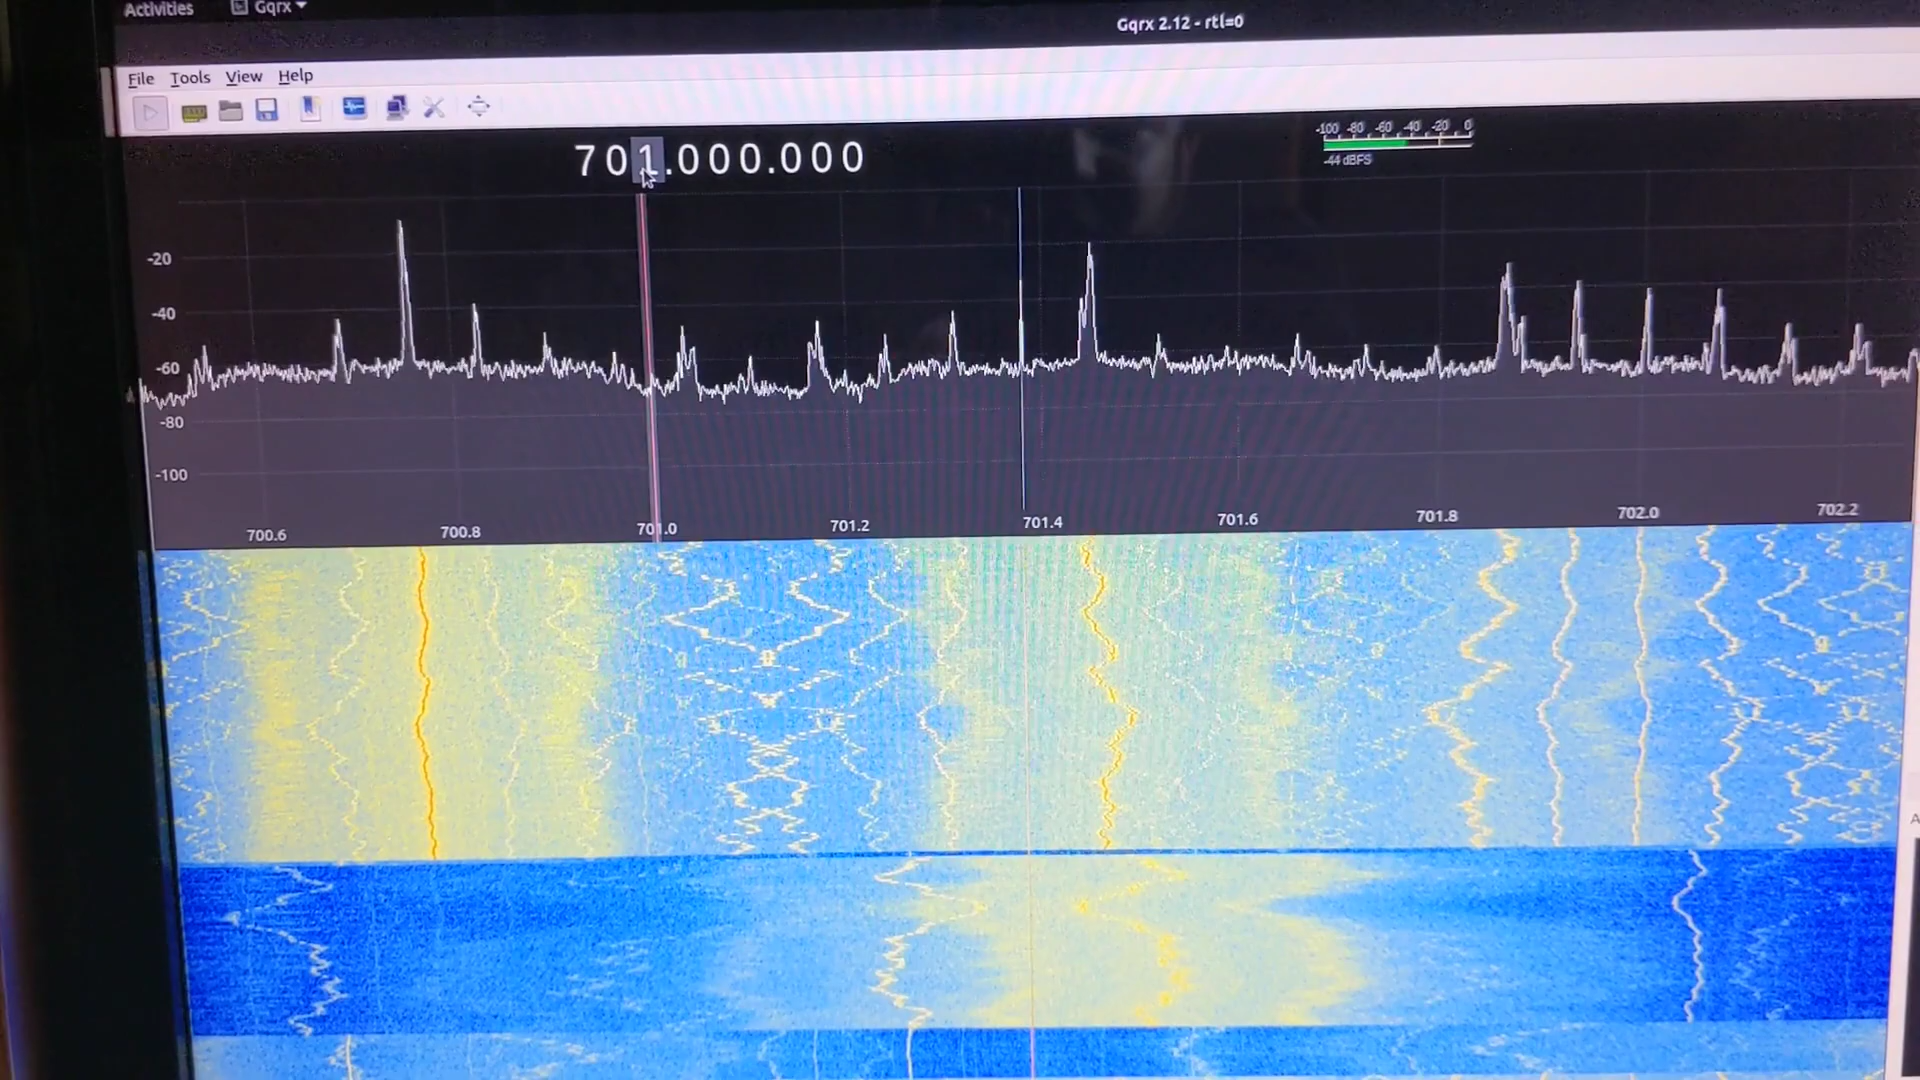 Activities Gqrx
Gqrx 2.12 - rtl=0
File Tools View Help
701.000.000
-100 -80 -60 -40 -20 0
-44 dBFS
-20
-40
-60
-80
-100
700.6 700.8 701.0 701.2 701.4 701.6 701.8 702.0 702.2
A